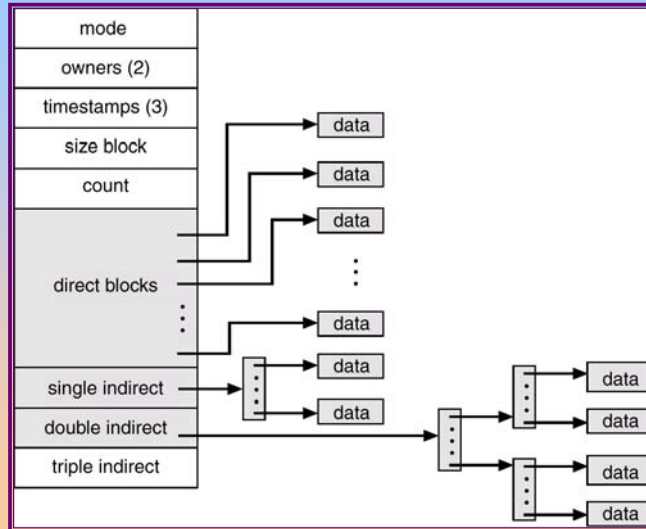 mode
owners (2)
timestamps (3)
size block
count
direct blocks
single indirect
double indirect
triple indirect
data
data
data
data
data
data
data
data
data
data